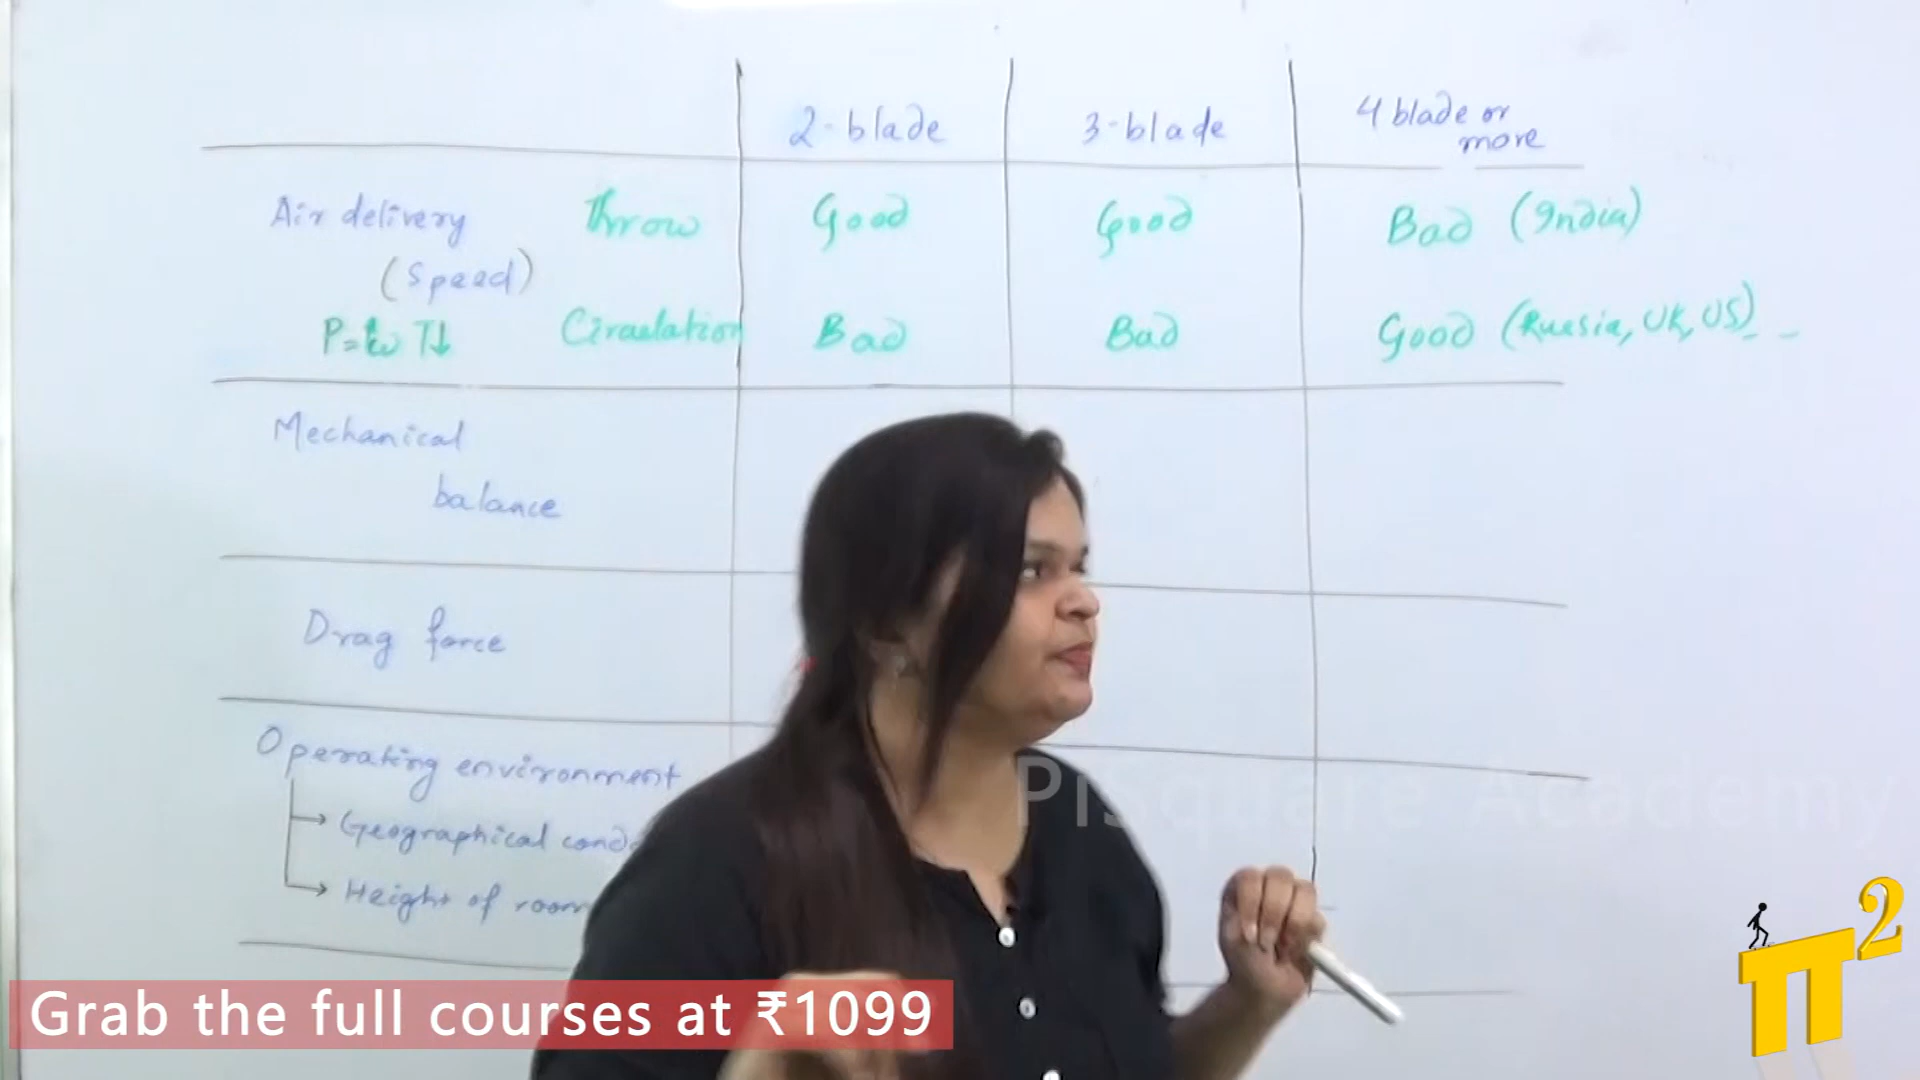 2-blade
3-blade
4 blade or
more
Air delivery
(Speed)
Throw
Good
Good
Bad (India)
P=
T↓
Circulation
Bad
Bad
Good (Russia, UK, US) - -
Mechanical
balance
Drag force
Operating environment
→ Geographical cond
→ Height of room
PiSquare Academy
Grab the full courses at ₹1099
π2